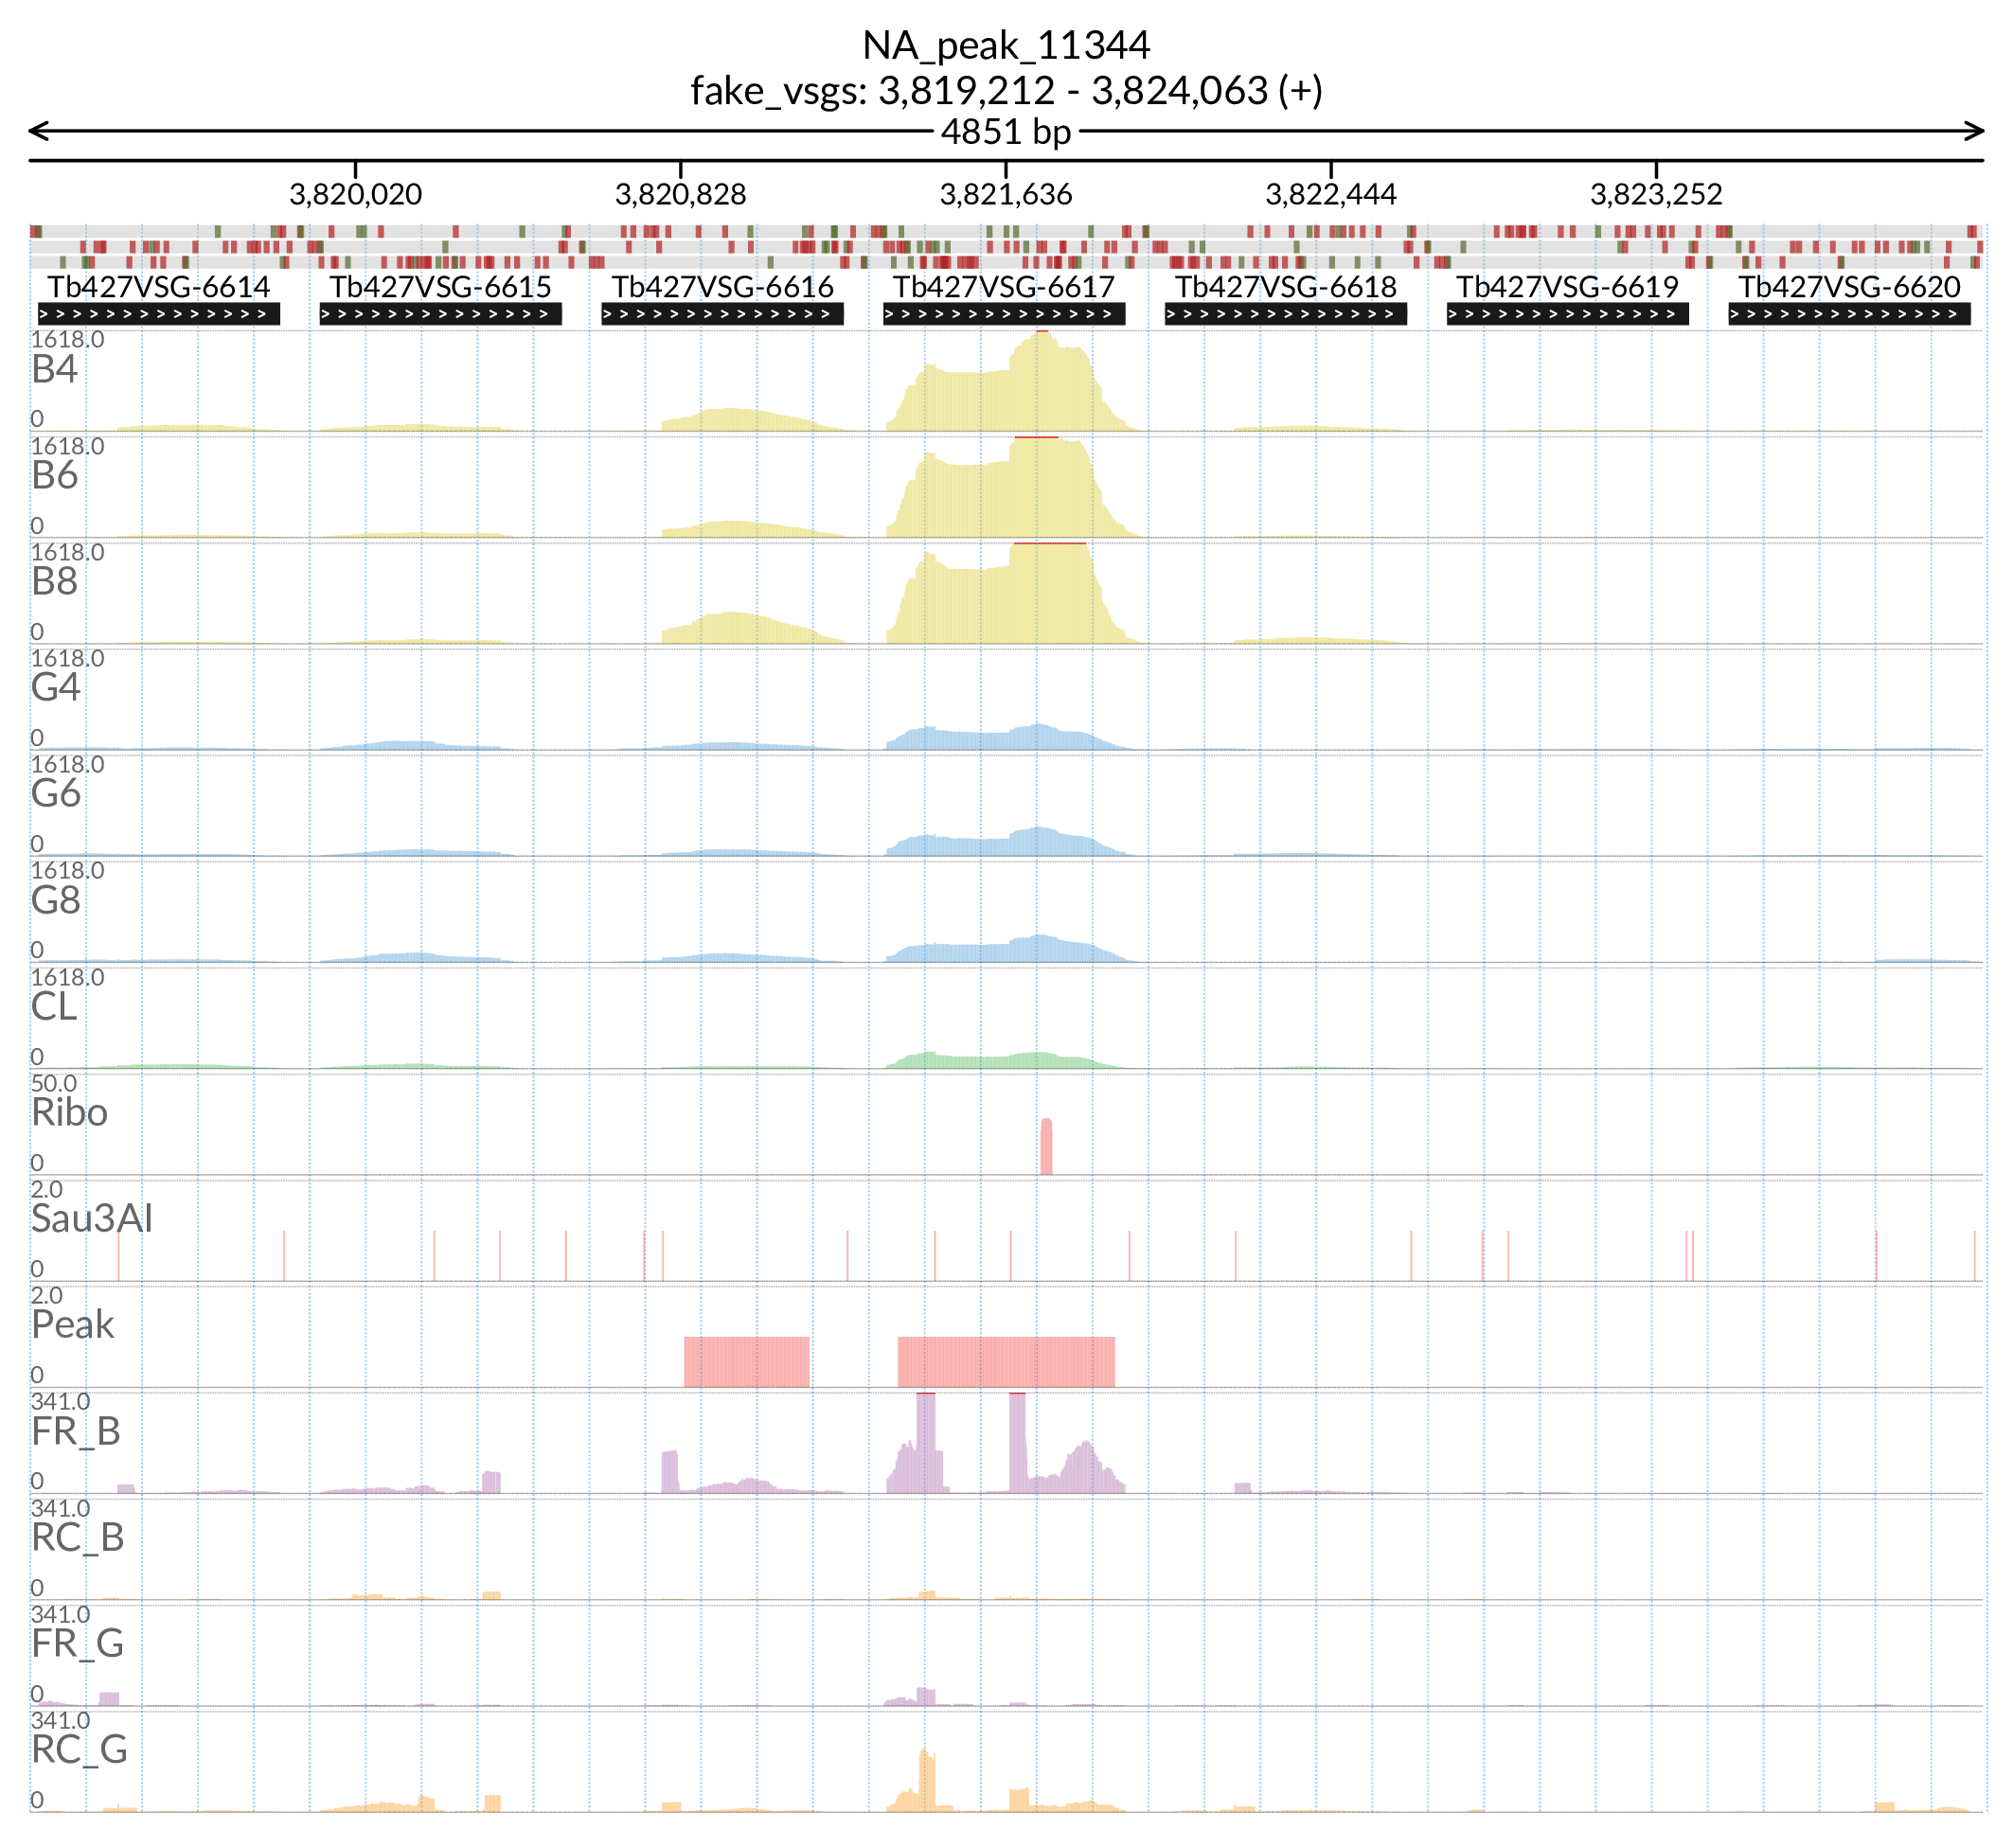 NA_peak_11344
fake_vsgs: 3,819,212 - 3,824,063 (+)
4851 bp
3,820,020 3,820,828 3,821,636 3,822,444 3,823,252
Tb427VSG-6614 Tb427VSG-6615 Tb427VSG-6616 Tb427VSG-6617 Tb427VSG-6618 Tb427VSG-6619 Tb427VSG-6620
1618.0
B4
0
1618.0
B6
0
1618.0
B8
0
1618.0
G4
0
1618.0
G6
0
1618.0
G8
0
1618.0
CL
0
50.0
Ribo
0
2.0
Sau3AI
0
2.0
Peak
0
341.0
FR_B
0
341.0
RC_B
0
341.0
FR_G
0
341.0
RC_G
0